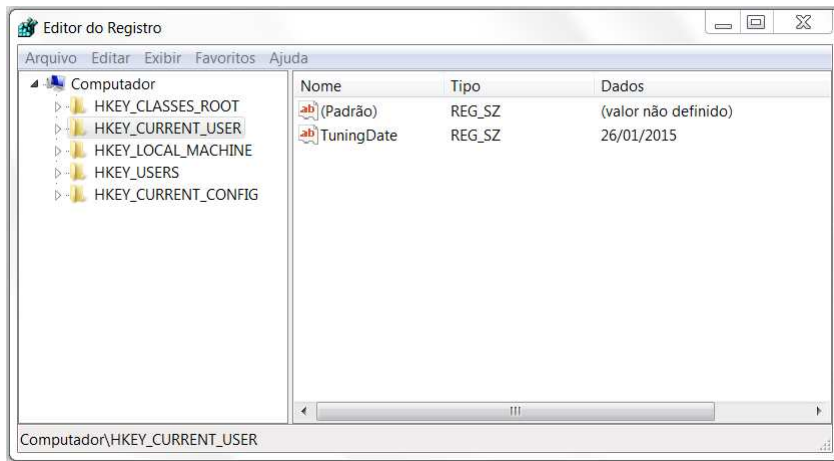 Editor do Registro
Arquivo Editar Exibir Favoritos Ajuda
Computador
HKEY_CLASSES_ROOT
HKEY_CURRENT_USER
HKEY_LOCAL_MACHINE
HKEY_USERS
HKEY_CURRENT_CONFIG
Nome Tipo Dados
(Padrão) REG_SZ (valor não definido)
TuningDate REG_SZ 26/01/2015
Computador\HKEY_CURRENT_USER